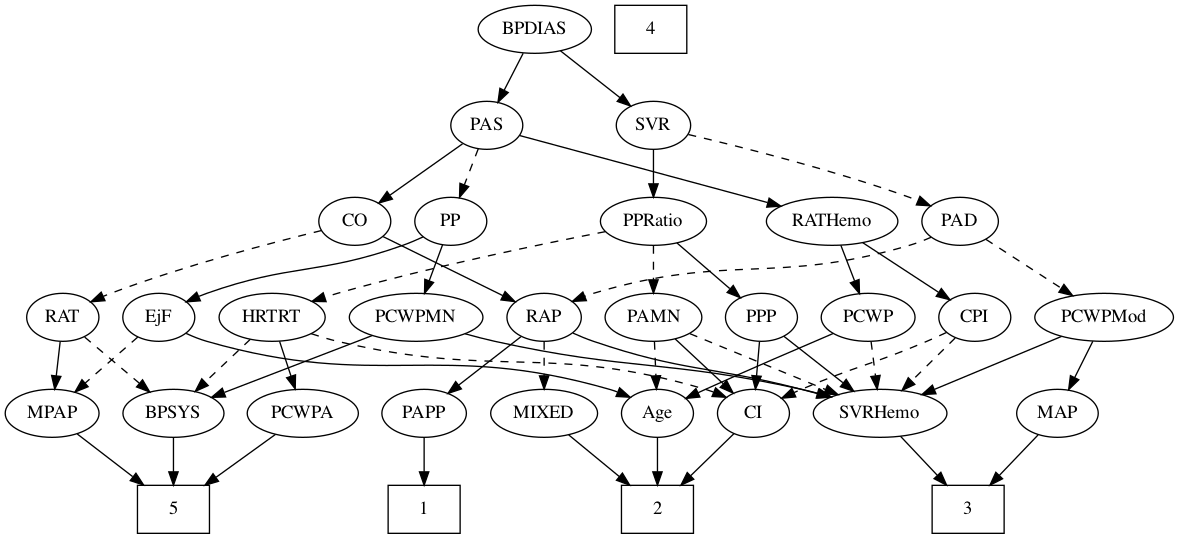 BPDIAS
4
PAS
SVR
CO
PP
PPRatio
RATHemo
PAD
RAT
EjF
HRTRT
PCWPMN
RAP
PAMN
PPP
PCWP
CPI
PCWPMod
MPAP
BPSYS
PCWPA
PAPP
MIXED
Age
CI
SVRHemo
MAP
5
1
2
3